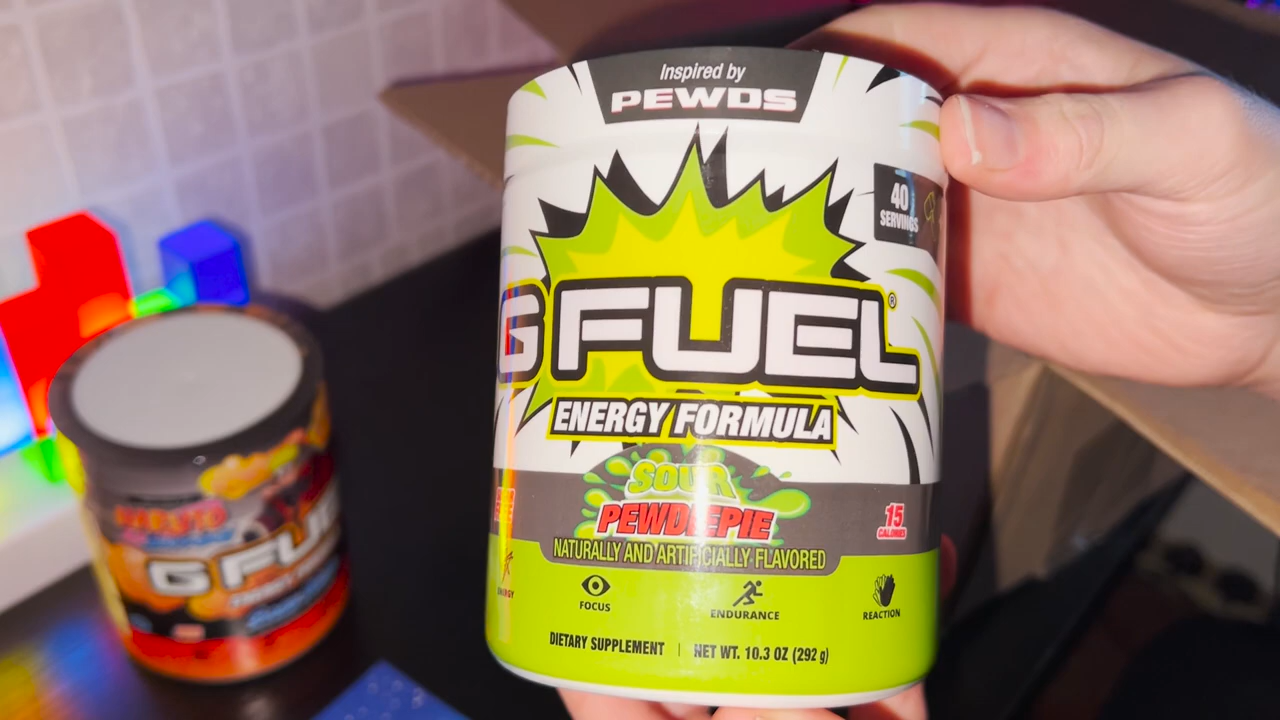 Inspired by
PEWDS
40
SERVINGS
G FUEL®
ENERGY FORMULA
SOUR
PEWDIEPIE
15
CALORIES
NATURALLY AND ARTIFICIALLY FLAVORED
ENERGY
FOCUS
ENDURANCE
REACTION
DIETARY SUPPLEMENT | NET WT. 10.3 OZ (292 g)
NARUTO
G FUEL